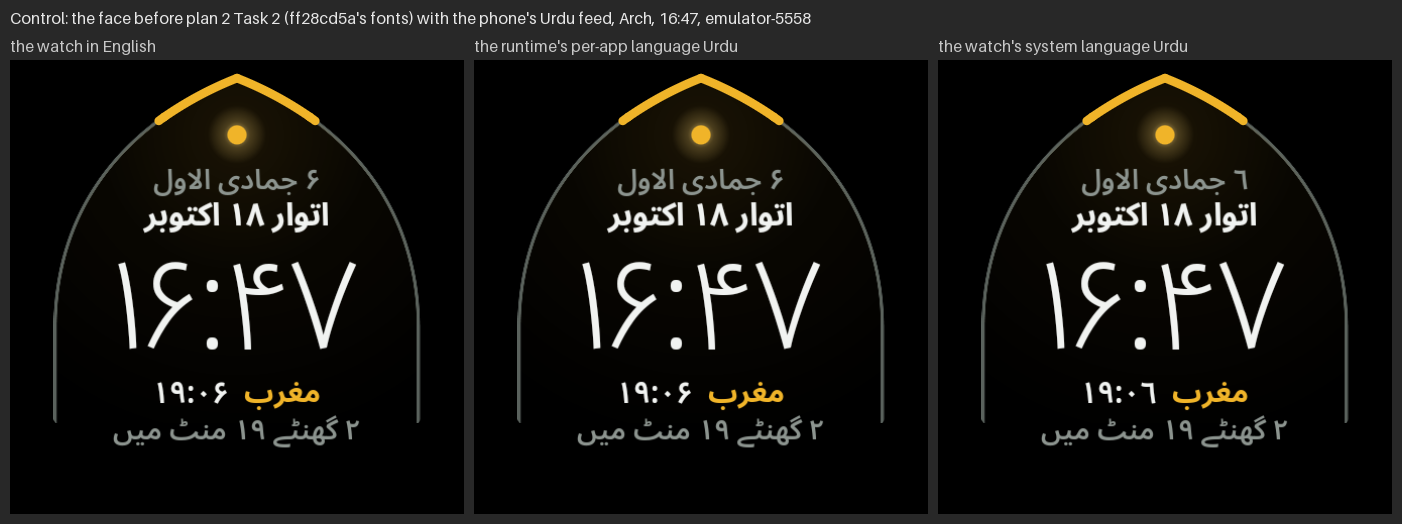 Control: the face before plan 2 Task 2 (ff28cd5a's fonts) with the phone's Urdu feed, Arch, 16:47, emulator-5558
the watch in English
۶ جمادی الاول
اتوار ۱۸ اکتوبر
۱۶:۴۷
مغرب ۱۹:۰۶
۲ گھنٹے ۱۹ منٹ میں
the runtime's per-app language Urdu
۶ جمادی الاول
اتوار ۱۸ اکتوبر
۱۶:۴۷
مغرب ۱۹:۰۶
۲ گھنٹے ۱۹ منٹ میں
the watch's system language Urdu
٦ جمادی الاول
اتوار ۱۸ اکتوبر
۱۶:۴۷
مغرب ۱۹:۰٦
۲ گھنٹے ۱۹ منٹ میں